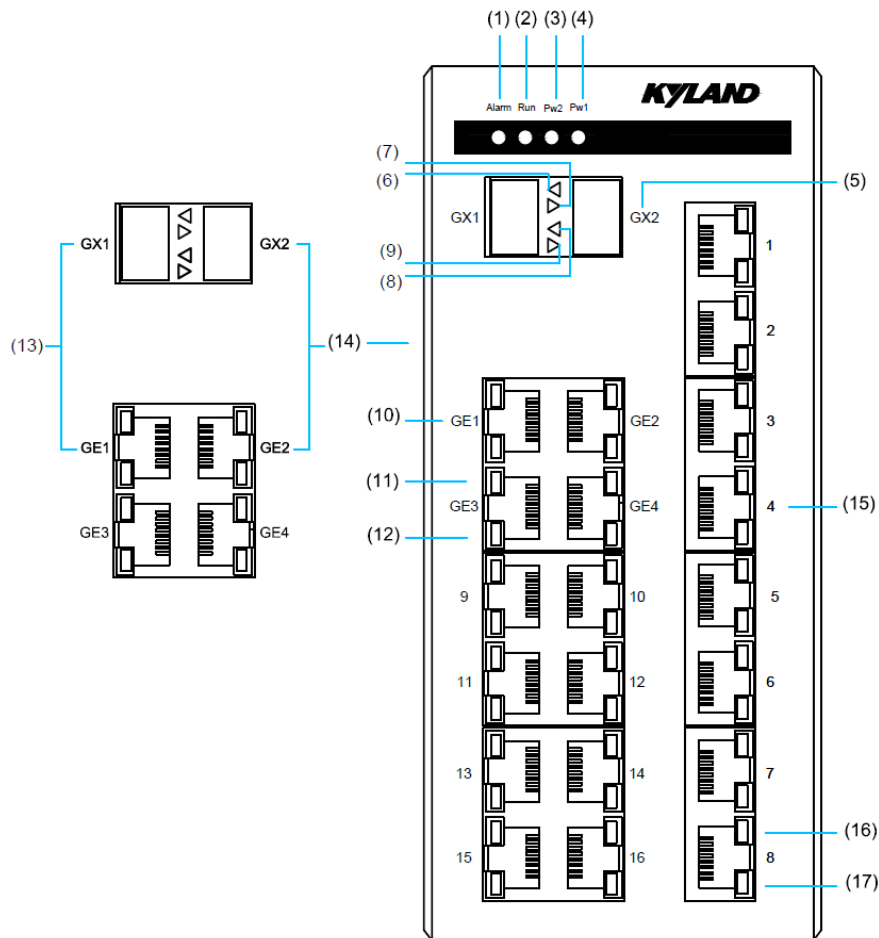 (1) (2) (3) (4)
KYLAND
Alarm Run Pw2 Pw1
(7)
(6)
(5)
GX1
GX2
GX1
GX2
(9)
(8)
1
2
(13)
(14)
(10)
GE1
GE2
GE1
GE2
3
(11)
GE3
GE4
(12)
GE3
GE4
4
(15)
9
10
5
11
12
6
13
14
7
15
16
8
(16)
(17)